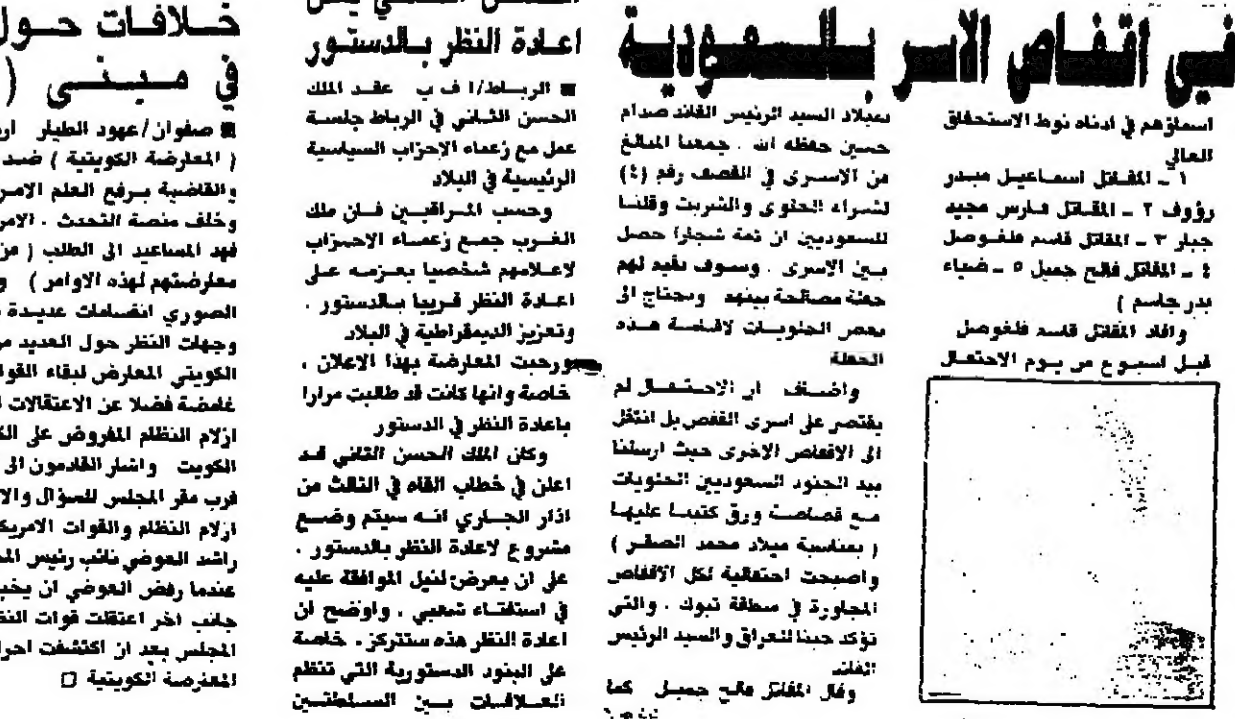 في اقفاص الاسر بالسعودية
اسماؤهم في ادناه نوط الاستحقاق
العالي
١ ـ المقاتل اسماعيل مبدر
رؤوف ٢ ـ المقاتل فارس مجيد
جبار ٣ ـ المقاتل قاسم ملغوصل
٤ ـ المقاتل فالح جميل ٥ ـ ضياء
بدر جاسم )
وافاد المقاتل قاسم ملغوصل
قبل اسبوع من يوم الاحتفال
بميلاد السيد الرئيس القائد صدام
حسين حفظه الله . جمعنا المبالغ
من الاسرى في القفص رقم (٤)
لشراء الحلوى والشربت وقلنا
للسعوديين ان ثمة شجارا حصل
بين الاسرى . وسوف نقيم لهم
حفلة مصالحة بينهم ونحتاج الى
بعض الحلويات لاقامة هذه
الحفلة
واضاف ان الاحتفال لم
يقتصر على اسرى القفص بل انتقل
الى الاقفاص الاخرى حيث ارسلنا
بيد الجنود السعوديين الحلويات
مع قصاصة ورق كتبنا عليها
( بمناسبة ميلاد محمد الصقر )
واصبحت احتفالية لكل الاقفاص
المجاورة في منطقة تبوك . والتي
تؤكد حبنا للعراق والسيد الرئيس
القائد
وقال المقاتل فالح جميل كما
اعادة النظر بالدستور
الرباط/ا ف ب عقد الملك
الحسن الثاني في الرباط جلسة
عمل مع زعماء الاحزاب السياسية
الرئيسية في البلاد
وحسب المراقبين فان ملك
المغرب جمع زعماء الاحزاب
لاعلامهم شخصيا بعزمه على
اعادة النظر قريبا بالدستور .
وتعزيز الديمقراطية في البلاد
ورحبت المعارضة بهذا الاعلان ،
خاصة وانها كانت قد طالبت مرارا
باعادة النظر في الدستور
وكان الملك الحسن الثاني قد
اعلن في خطاب القاه في الثالث من
اذار الجاري انه سيتم وضع
مشروع لاعادة النظر بالدستور .
على ان يعرض لنيل الموافقة عليه
في استفتاء شعبي . واوضح ان
اعادة النظر هذه ستتركز . خاصة
على البنود الدستورية التي تنظم
العلاقات بين السلطتين
خلافات حول
في مبنى (
صفوان/عهود الطيار
( المعارضة الكويتية ) ضد
والقاضية برفع العلم الامر
وخلف منصة التحدث . الامر
فهد المساعيد الى الطلب ( من
معارضتهم لهذه الاوامر ) و
الصوري انقسامات عديدة
وجهات النظر حول العديد من
الكويتي المعارض لبقاء القوا
غامضة فضلا عن الاعتقالات
ازلام النظام المفروض على الك
الكويت واشار القادمون الى
قرب مقر المجلس للسؤال والا
ازلام النظام والقوات الامريك
راشد العوضي نائب رئيس المج
عندما رفض العوضي ان يخب
جانب اخر اعتقلت قوات النظ
المجلس بعد ان اكتشفت احرا
المعارضة الكويتية